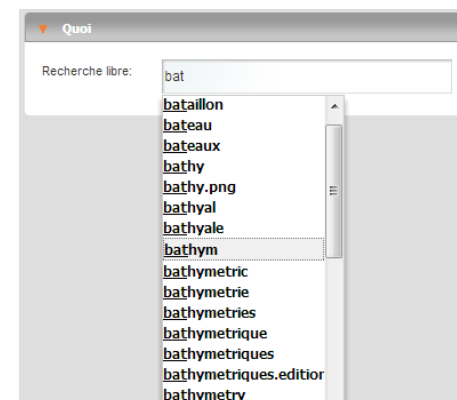 Quoi
Recherche libre: bat
bataillon
bateau
bateaux
bathy
bathy.png
bathyal
bathyale
bathym
bathymetric
bathymetrie
bathymetries
bathymetrique
bathymetriques
bathymetriques.edition
bathymetry